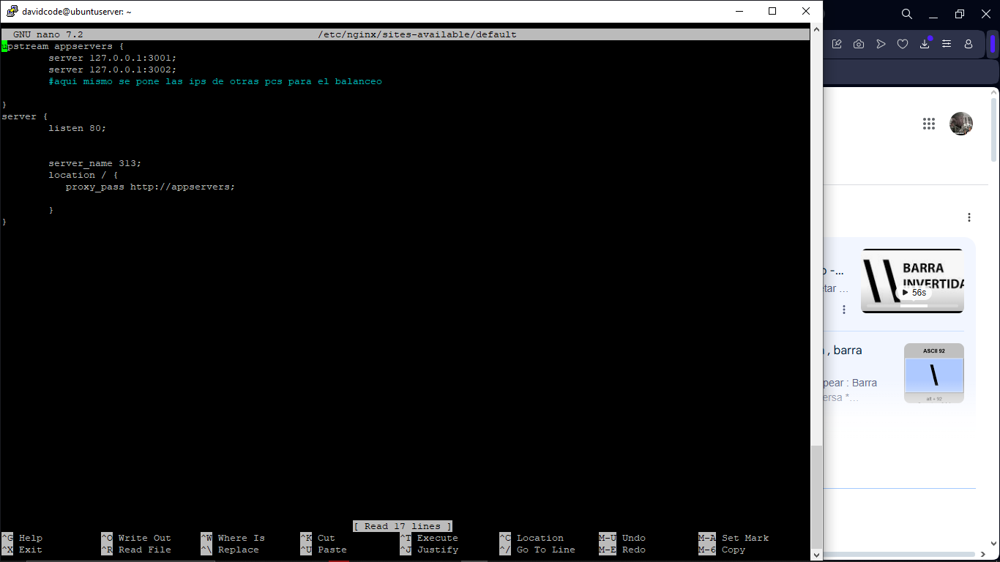 davidcode@ubuntuserver: ~
GNU nano 7.2 /etc/nginx/sites-available/default
upstream appservers {
server 127.0.0.1:3001;
server 127.0.0.1:3002;
#aqui mismo se pone las ips de otras pcs para el balanceo
}
server {
listen 80;
server_name 313;
location / {
proxy_pass http://appservers;
}
}
[ Read 17 lines ]
^G Help ^O Write Out ^W Where Is ^K Cut ^T Execute ^C Location M-U Undo M-A Set Mark
^X Exit ^R Read File ^\ Replace ^U Paste ^J Justify ^/ Go To Line M-E Redo M-6 Copy
o -...
etar ...
BARRA
INVERTIDA
56s
, barra
pear : Barra
ersa *...
ASCII 92
\
alt + 92